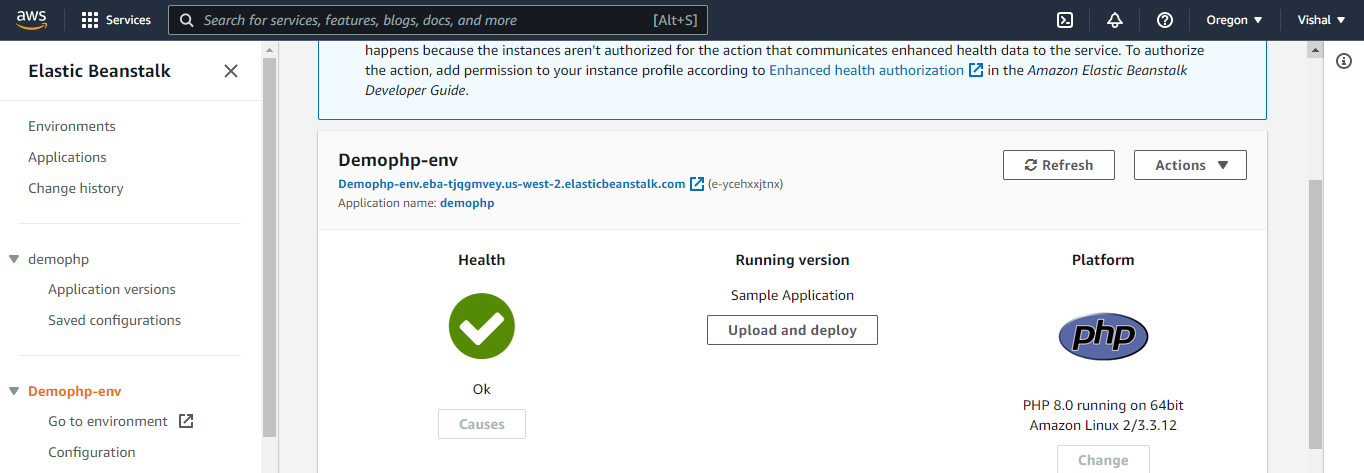 aws
Services
Search for services, features, blogs, docs, and more [Alt+S]
Oregon
Vishal
Elastic Beanstalk
Environments
Applications
Change history
demophp
Application versions
Saved configurations
Demophp-env
Go to environment
Configuration
happens because the instances aren't authorized for the action that communicates enhanced health data to the service. To authorize
the action, add permission to your instance profile according to Enhanced health authorization in the Amazon Elastic Beanstalk
Developer Guide.
Demophp-env
Demophp-env.eba-tjqgmvey.us-west-2.elasticbeanstalk.com (e-ycehxxjtnx)
Application name: demophp
Refresh
Actions
Health
Ok
Causes
Running version
Sample Application
Upload and deploy
Platform
php
PHP 8.0 running on 64bit
Amazon Linux 2/3.3.12
Change